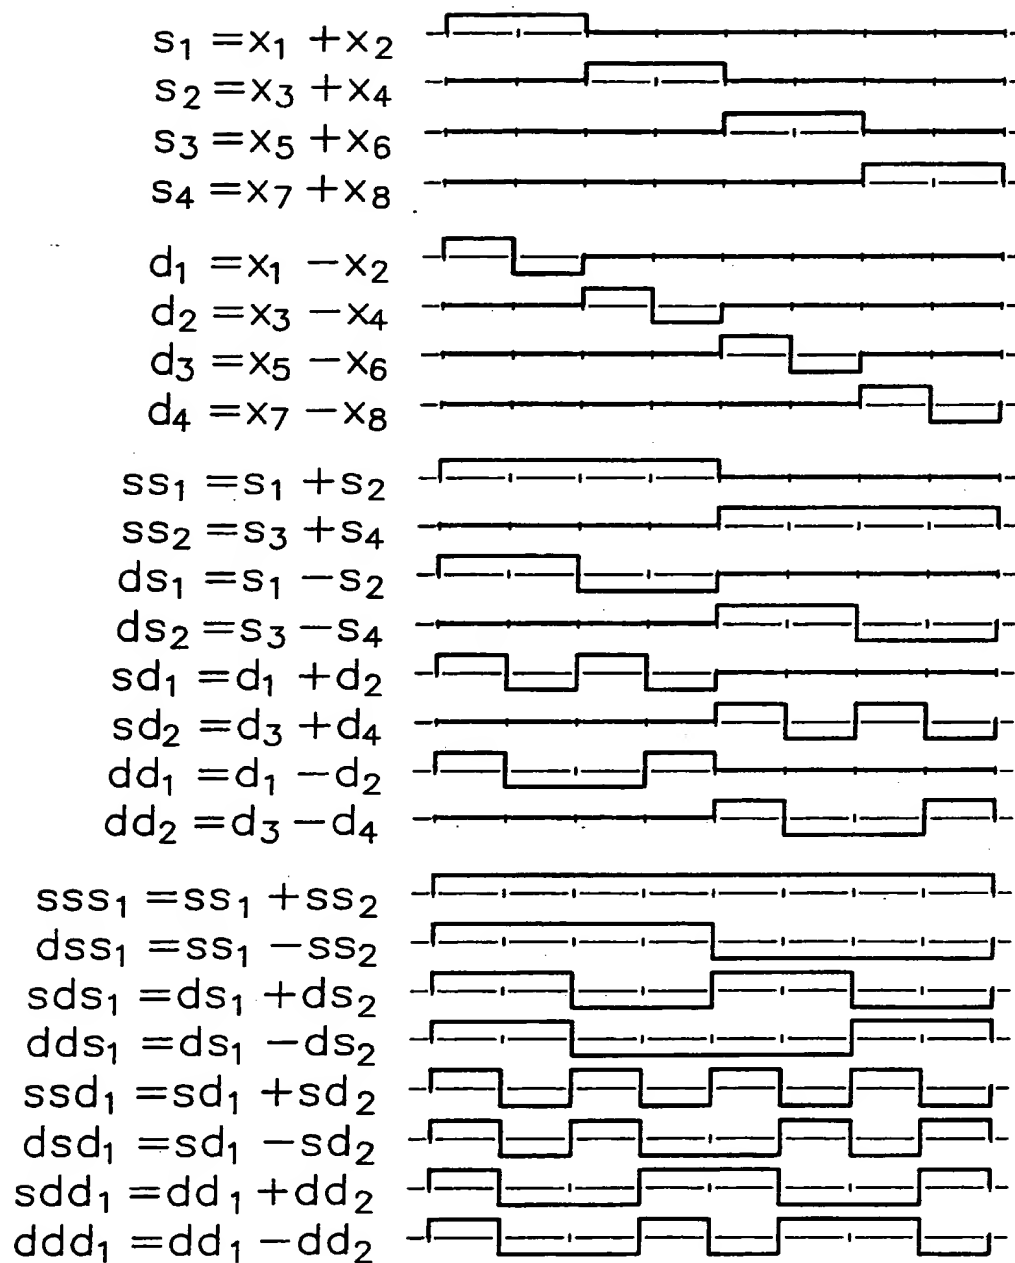 s₁ =x₁ +x₂
s₂ =x₃ +x₄
s₃ =x₅ +x₆
s₄ =x₇ +x₈
d₁ =x₁ −x₂
d₂ =x₃ −x₄
d₃ =x₅ −x₆
d₄ =x₇ −x₈
ss₁ =s₁ +s₂
ss₂ =s₃ +s₄
ds₁ =s₁ −s₂
ds₂ =s₃ −s₄
sd₁ =d₁ +d₂
sd₂ =d₃ +d₄
dd₁ =d₁ −d₂
dd₂ =d₃ −d₄
sss₁ =ss₁ +ss₂
dss₁ =ss₁ −ss₂
sds₁ =ds₁ +ds₂
dds₁ =ds₁ −ds₂
ssd₁ =sd₁ +sd₂
dsd₁ =sd₁ −sd₂
sdd₁ =dd₁ +dd₂
ddd₁ =dd₁ −dd₂